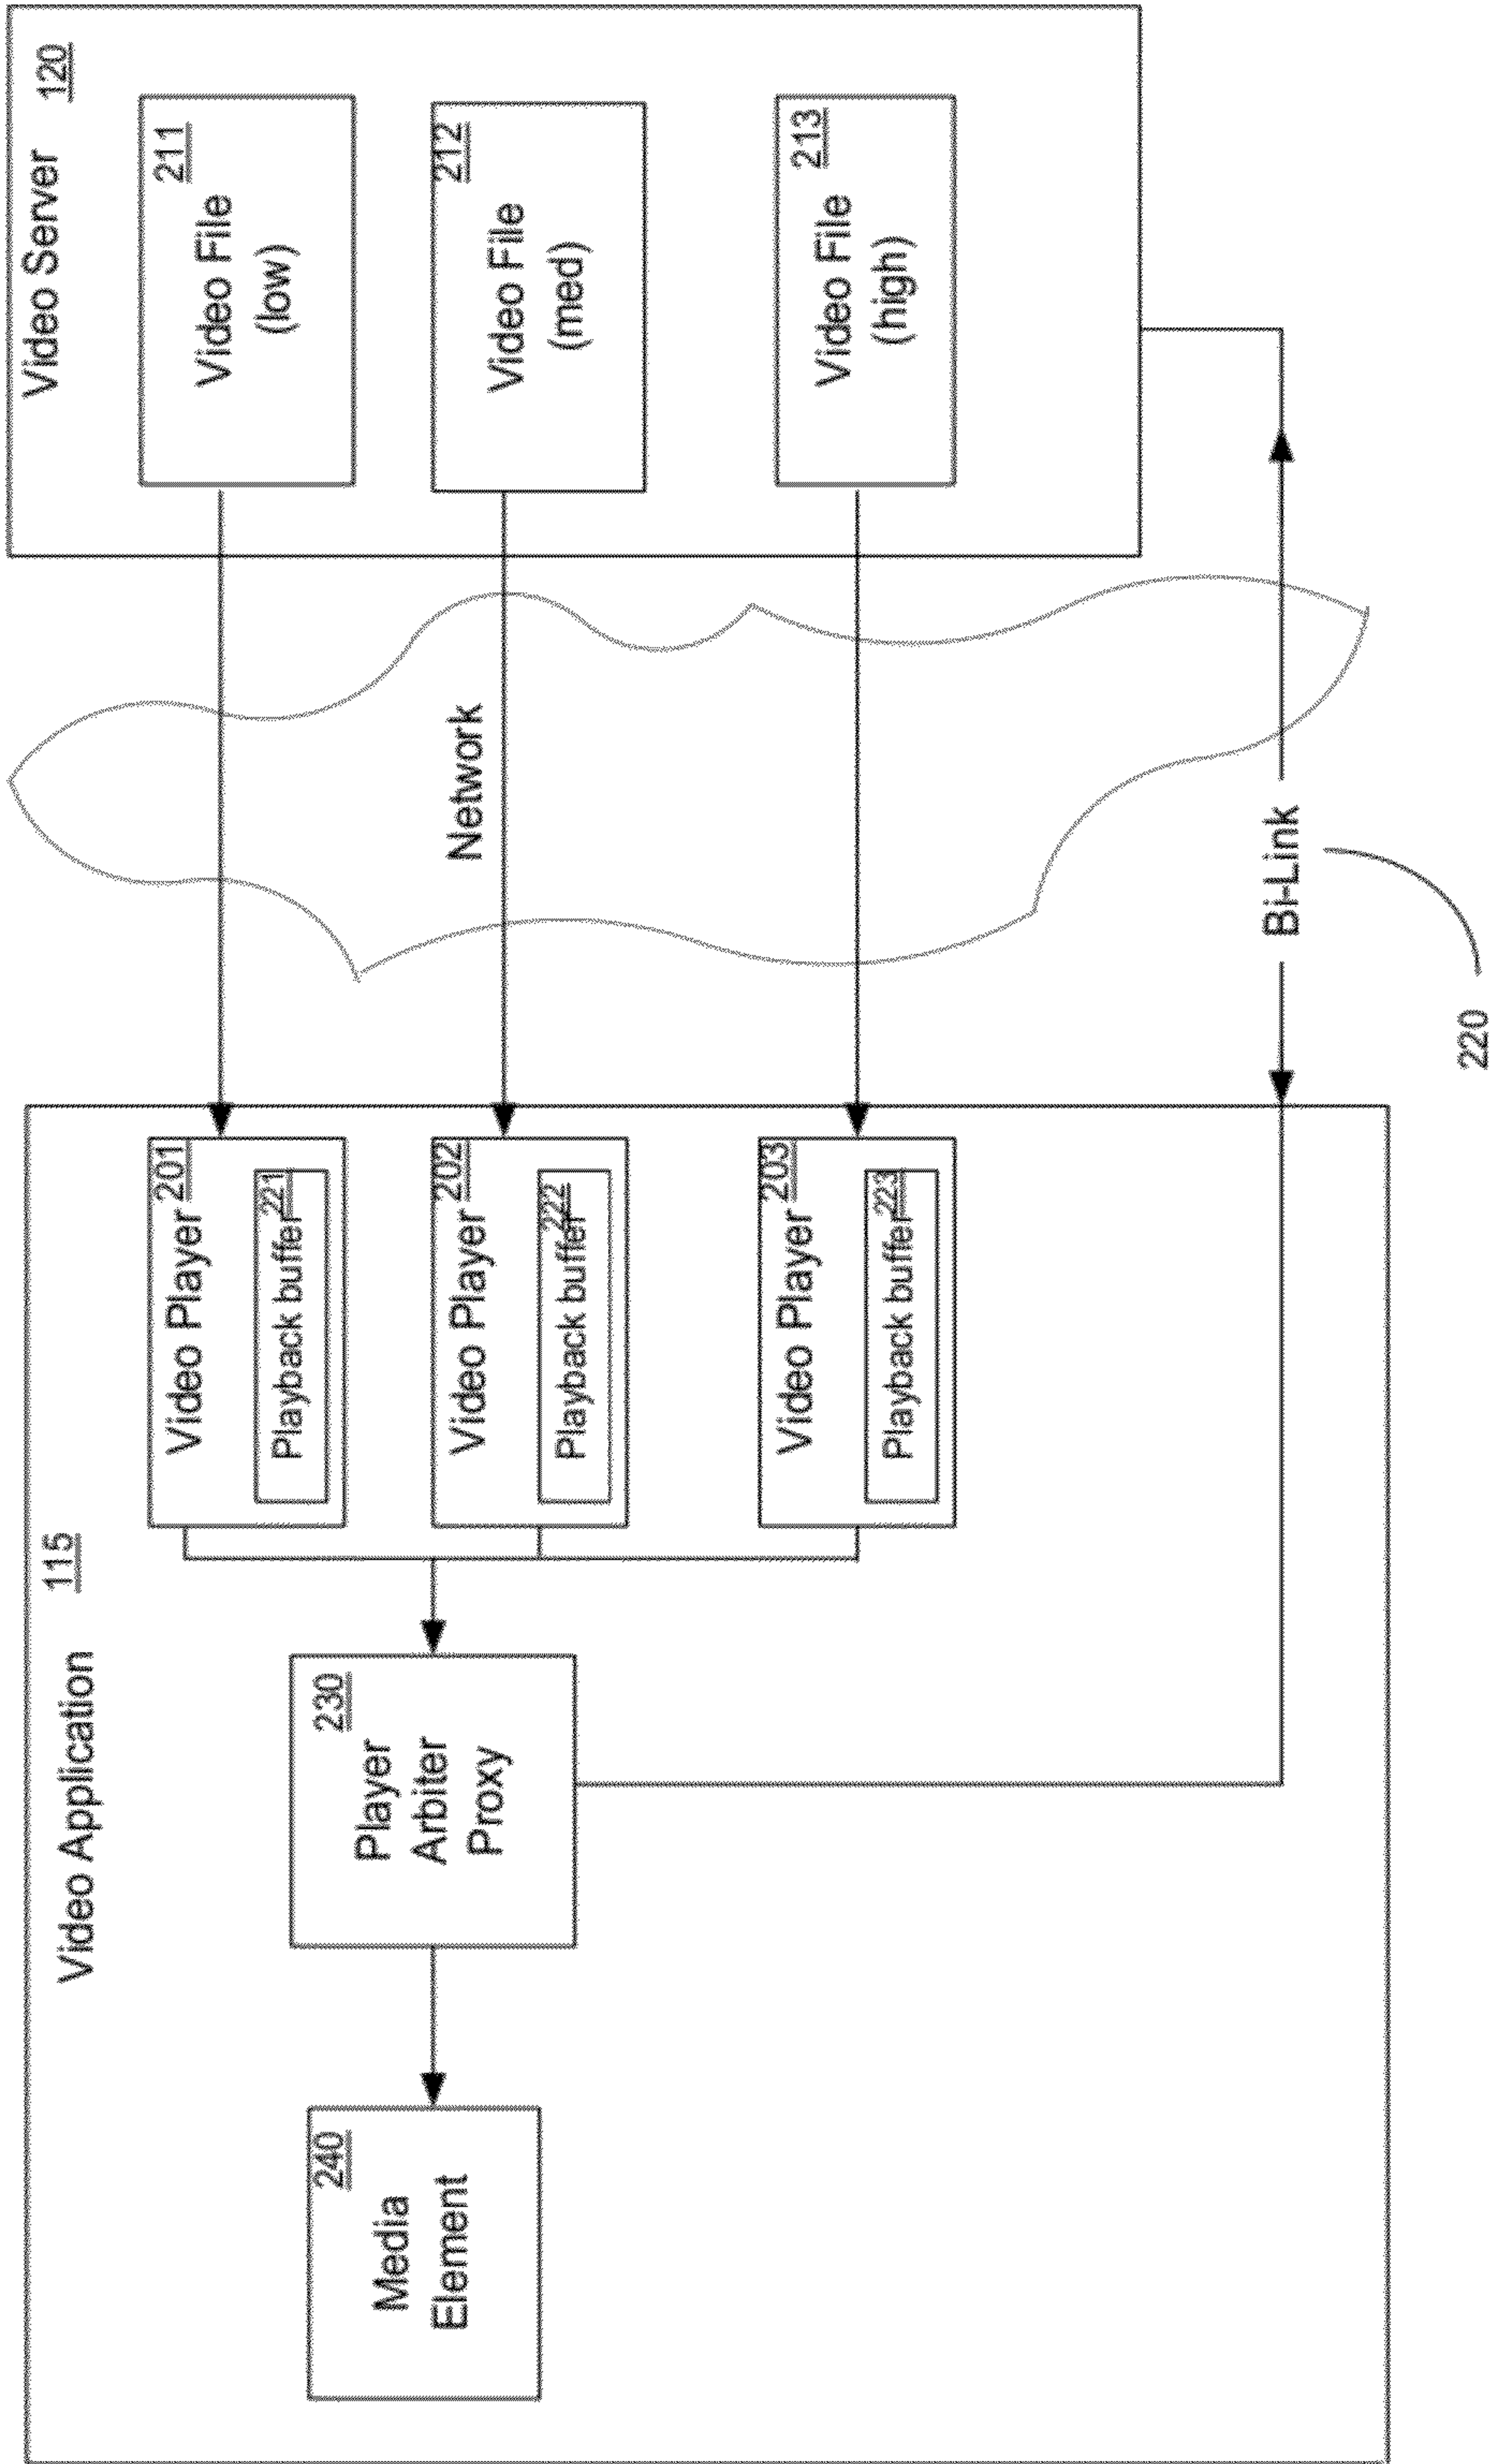 Video Application 115
Media
Element
240
Player
Arbiter
Proxy
230
Video Player 201
Playback buffer 221
Video Player 202
Playback buffer 222
Video Player 203
Playback buffer 223
Network
Bi-Link
220
Video Server 120
Video File
(low)
211
Video File
(med)
212
Video File
(high)
213